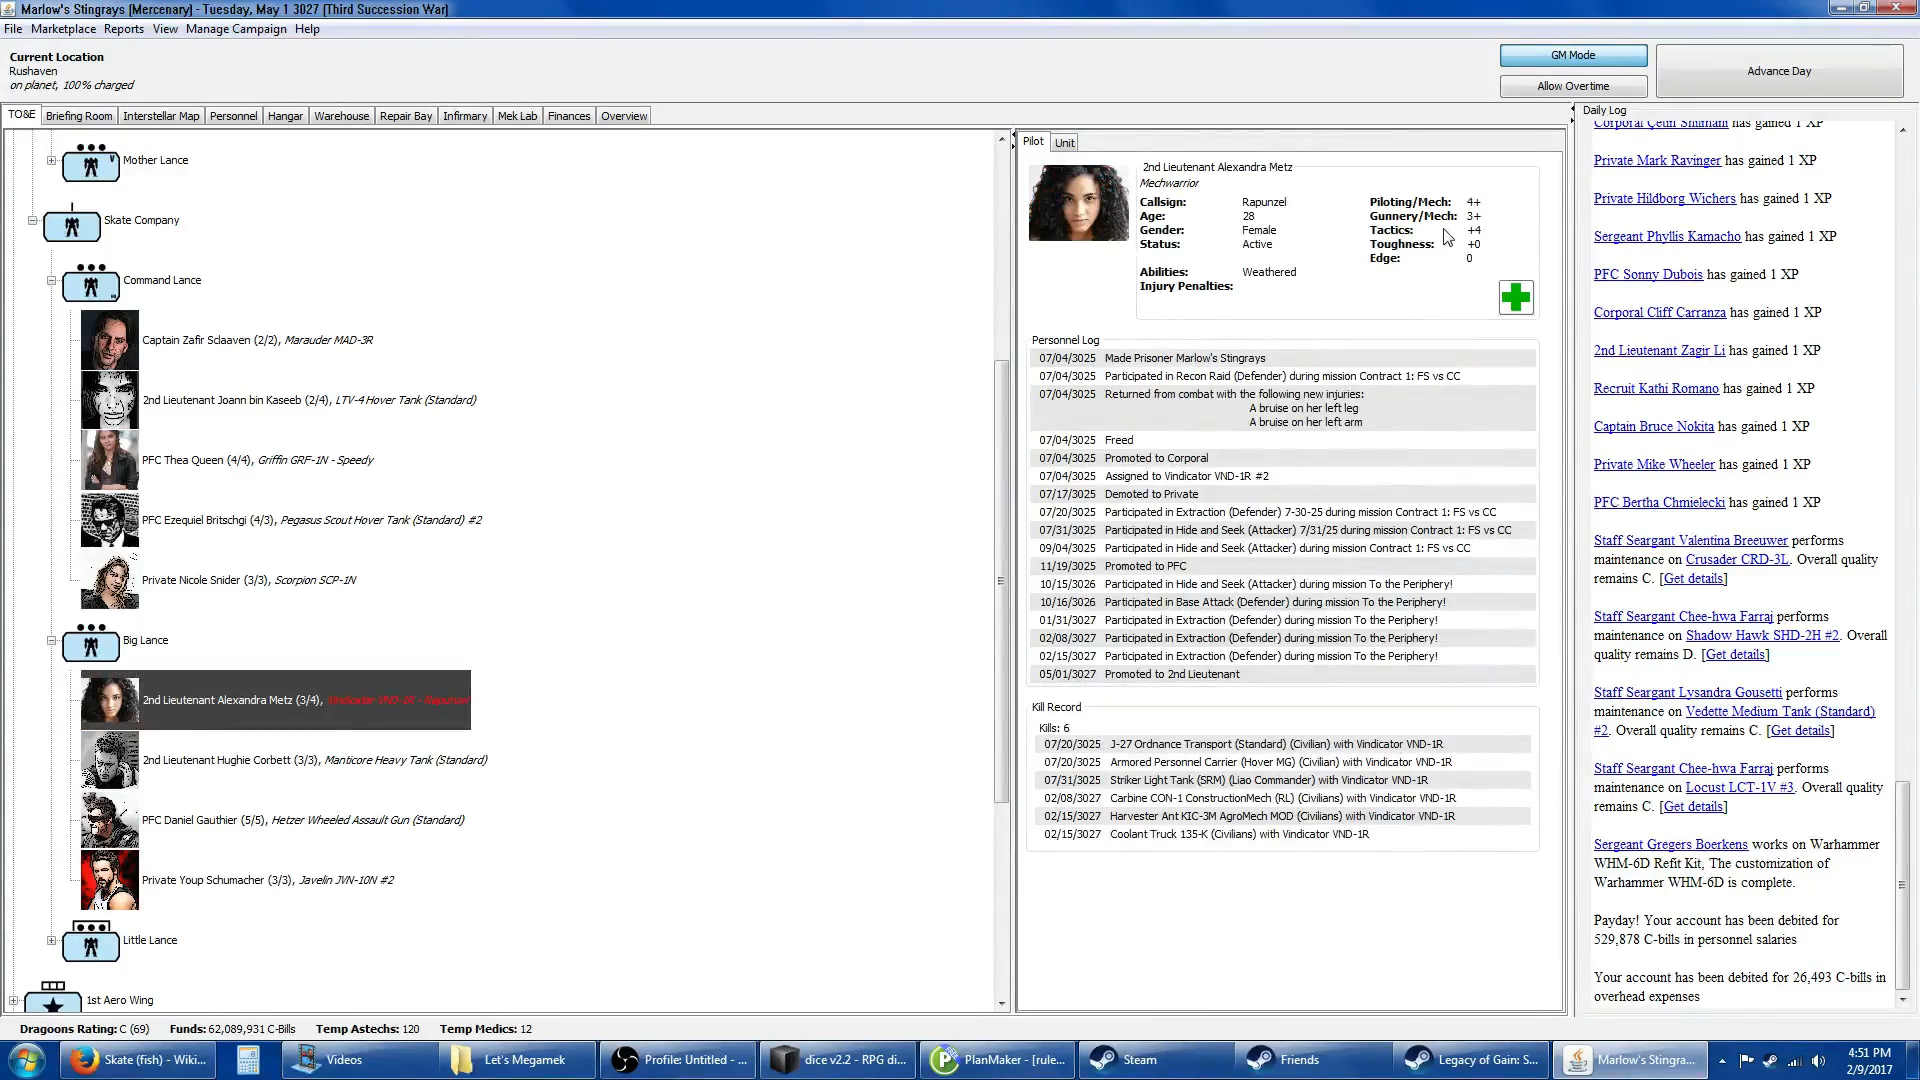 Marlow's Stingrays (Mercenary) - Tuesday, May 1 3027 (Third Succession War)
File Marketplace Reports View Manage Campaign Help
Current Location
Rushaven
on planet, 100% charged
GM Mode
Allow Overtime
Advance Day
TO&E Briefing Room Interstellar Map Personnel Hangar Warehouse Repair Bay Infirmary Mek Lab Finances Overview
Mother Lance
Skate Company
Command Lance
Captain Zafir Sclaaven (2/2), Marauder MAD-3R
2nd Lieutenant Joann bin Kaseeb (2/4), LTV-4 Hover Tank (Standard)
PFC Thea Queen (4/4), Griffin GRF-1N - Speedy
PFC Ezequiel Britschgi (4/3), Pegasus Scout Hover Tank (Standard) #2
Private Nicole Snider (3/3), Scorpion SCP-1N
Big Lance
2nd Lieutenant Alexandra Metz (3/4), Vindicator VND-1R - Rapunzel
2nd Lieutenant Hughie Corbett (3/3), Manticore Heavy Tank (Standard)
PFC Daniel Gauthier (5/5), Hetzer Wheeled Assault Gun (Standard)
Private Youp Schumacher (3/3), Javelin JVN-10N #2
Little Lance
1st Aero Wing
Pilot Unit
2nd Lieutenant Alexandra Metz
Mechwarrior
Callsign: Rapunzel Piloting/Mech: 4+
Age: 28 Gunnery/Mech: 3+
Gender: Female Tactics: +4
Status: Active Toughness: +0
Edge: 0
Abilities: Weathered
Injury Penalties:
Personnel Log
07/04/3025 Made Prisoner Marlow's Stingrays
07/04/3025 Participated in Recon Raid (Defender) during mission Contract 1: FS vs CC
07/04/3025 Returned from combat with the following new injuries:
A bruise on her left leg
A bruise on her left arm
07/04/3025 Freed
07/04/3025 Promoted to Corporal
07/04/3025 Assigned to Vindicator VND-1R #2
07/17/3025 Demoted to Private
07/20/3025 Participated in Extraction (Defender) 7-30-25 during mission Contract 1: FS vs CC
07/31/3025 Participated in Hide and Seek (Attacker) 7/31/25 during mission Contract 1: FS vs CC
09/04/3025 Participated in Hide and Seek (Attacker) during mission Contract 1: FS vs CC
11/19/3025 Promoted to PFC
10/15/3026 Participated in Hide and Seek (Attacker) during mission To the Periphery!
10/16/3026 Participated in Base Attack (Defender) during mission To the Periphery!
01/31/3027 Participated in Extraction (Defender) during mission To the Periphery!
02/08/3027 Participated in Extraction (Defender) during mission To the Periphery!
02/15/3027 Participated in Extraction (Defender) during mission To the Periphery!
05/01/3027 Promoted to 2nd Lieutenant
Kill Record
Kills: 6
07/20/3025 J-27 Ordnance Transport (Standard) (Civilian) with Vindicator VND-1R
07/20/3025 Armored Personnel Carrier (Hover MG) (Civilian) with Vindicator VND-1R
07/31/3025 Striker Light Tank (SRM) (Liao Commander) with Vindicator VND-1R
02/08/3027 Carbine CON-1 ConstructionMech (RL) (Civilians) with Vindicator VND-1R
02/15/3027 Harvester Ant KIC-3M AgroMech MOD (Civilians) with Vindicator VND-1R
02/15/3027 Coolant Truck 135-K (Civilians) with Vindicator VND-1R
Daily Log
Corporal Çetin Shimani has gained 1 XP
Private Mark Ravinger has gained 1 XP
Private Hildborg Wichers has gained 1 XP
Sergeant Phyllis Kamacho has gained 1 XP
PFC Sonny Dubois has gained 1 XP
Corporal Cliff Carranza has gained 1 XP
2nd Lieutenant Zagir Li has gained 1 XP
Recruit Kathi Romano has gained 1 XP
Captain Bruce Nokita has gained 1 XP
Private Mike Wheeler has gained 1 XP
PFC Bertha Chmielecki has gained 1 XP
Staff Seargant Valentina Breeuwer performs
maintenance on Crusader CRD-3L. Overall quality
remains C. [Get details]
Staff Seargant Chee-hwa Farraj performs
maintenance on Shadow Hawk SHD-2H #2. Overall
quality remains D. [Get details]
Staff Seargant Lysandra Gousetti performs
maintenance on Vedette Medium Tank (Standard)
#2. Overall quality remains C. [Get details]
Staff Seargant Chee-hwa Farraj performs
maintenance on Locust LCT-1V #3. Overall quality
remains C. [Get details]
Sergeant Gregers Boerkens works on Warhammer
WHM-6D Refit Kit, The customization of
Warhammer WHM-6D is complete.
Payday! Your account has been debited for
529,878 C-bills in personnel salaries
Your account has been debited for 26,493 C-bills in
overhead expenses
Dragoons Rating: C (69) Funds: 62,089,931 C-Bills Temp Astechs: 120 Temp Medics: 12
Skate (fish) - Wiki... Videos Let's Megamek Profile: Untitled - ... dice v2.2 - RPG di... PlanMaker - [rule... Steam Friends Legacy of Gain: S... Marlow's Stingra...
4:51 PM
2/9/2017